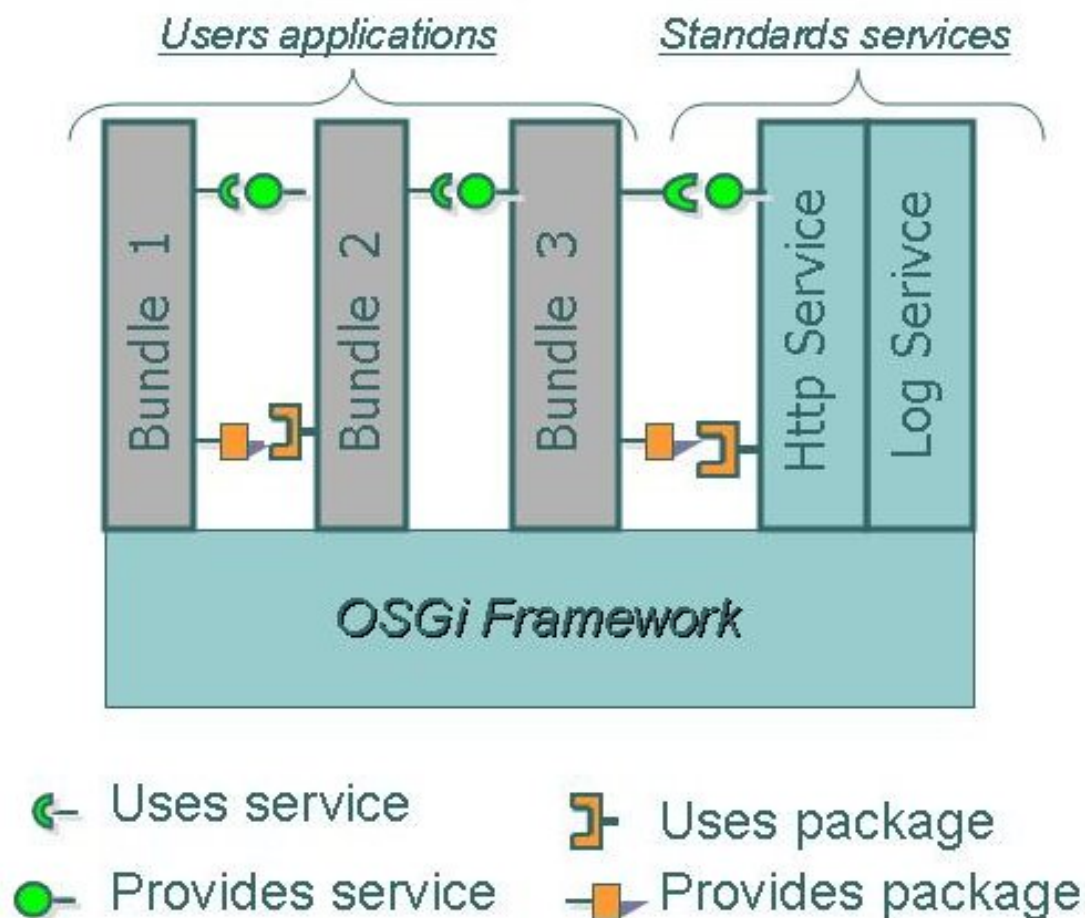 Users applications
Standards services
Bundle 1
Bundle 2
Bundle 3
Http Service
Log Serivce
OSGi Framework
Uses service
Uses package
Provides service
Provides package